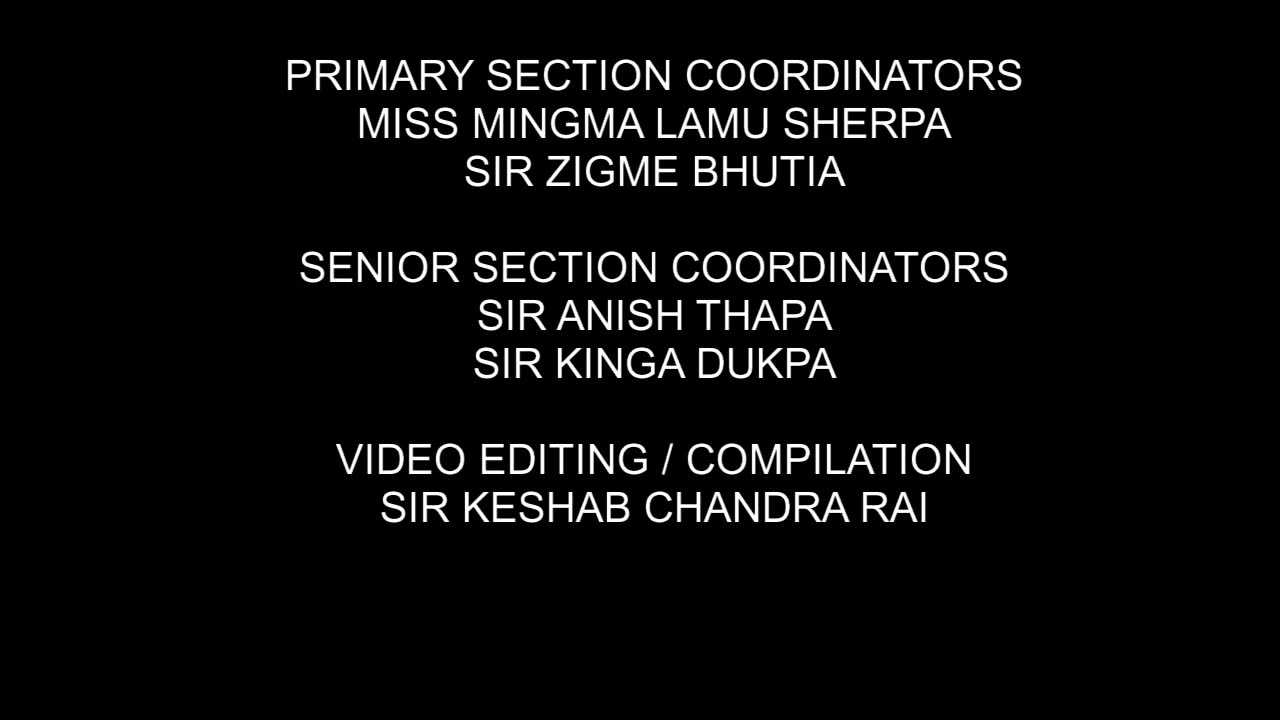 PRIMARY SECTION COORDINATORS
MISS MINGMA LAMU SHERPA
SIR ZIGME BHUTIA
SENIOR SECTION COORDINATORS
SIR ANISH THAPA
SIR KINGA DUKPA
VIDEO EDITING / COMPILATION
SIR KESHAB CHANDRA RAI